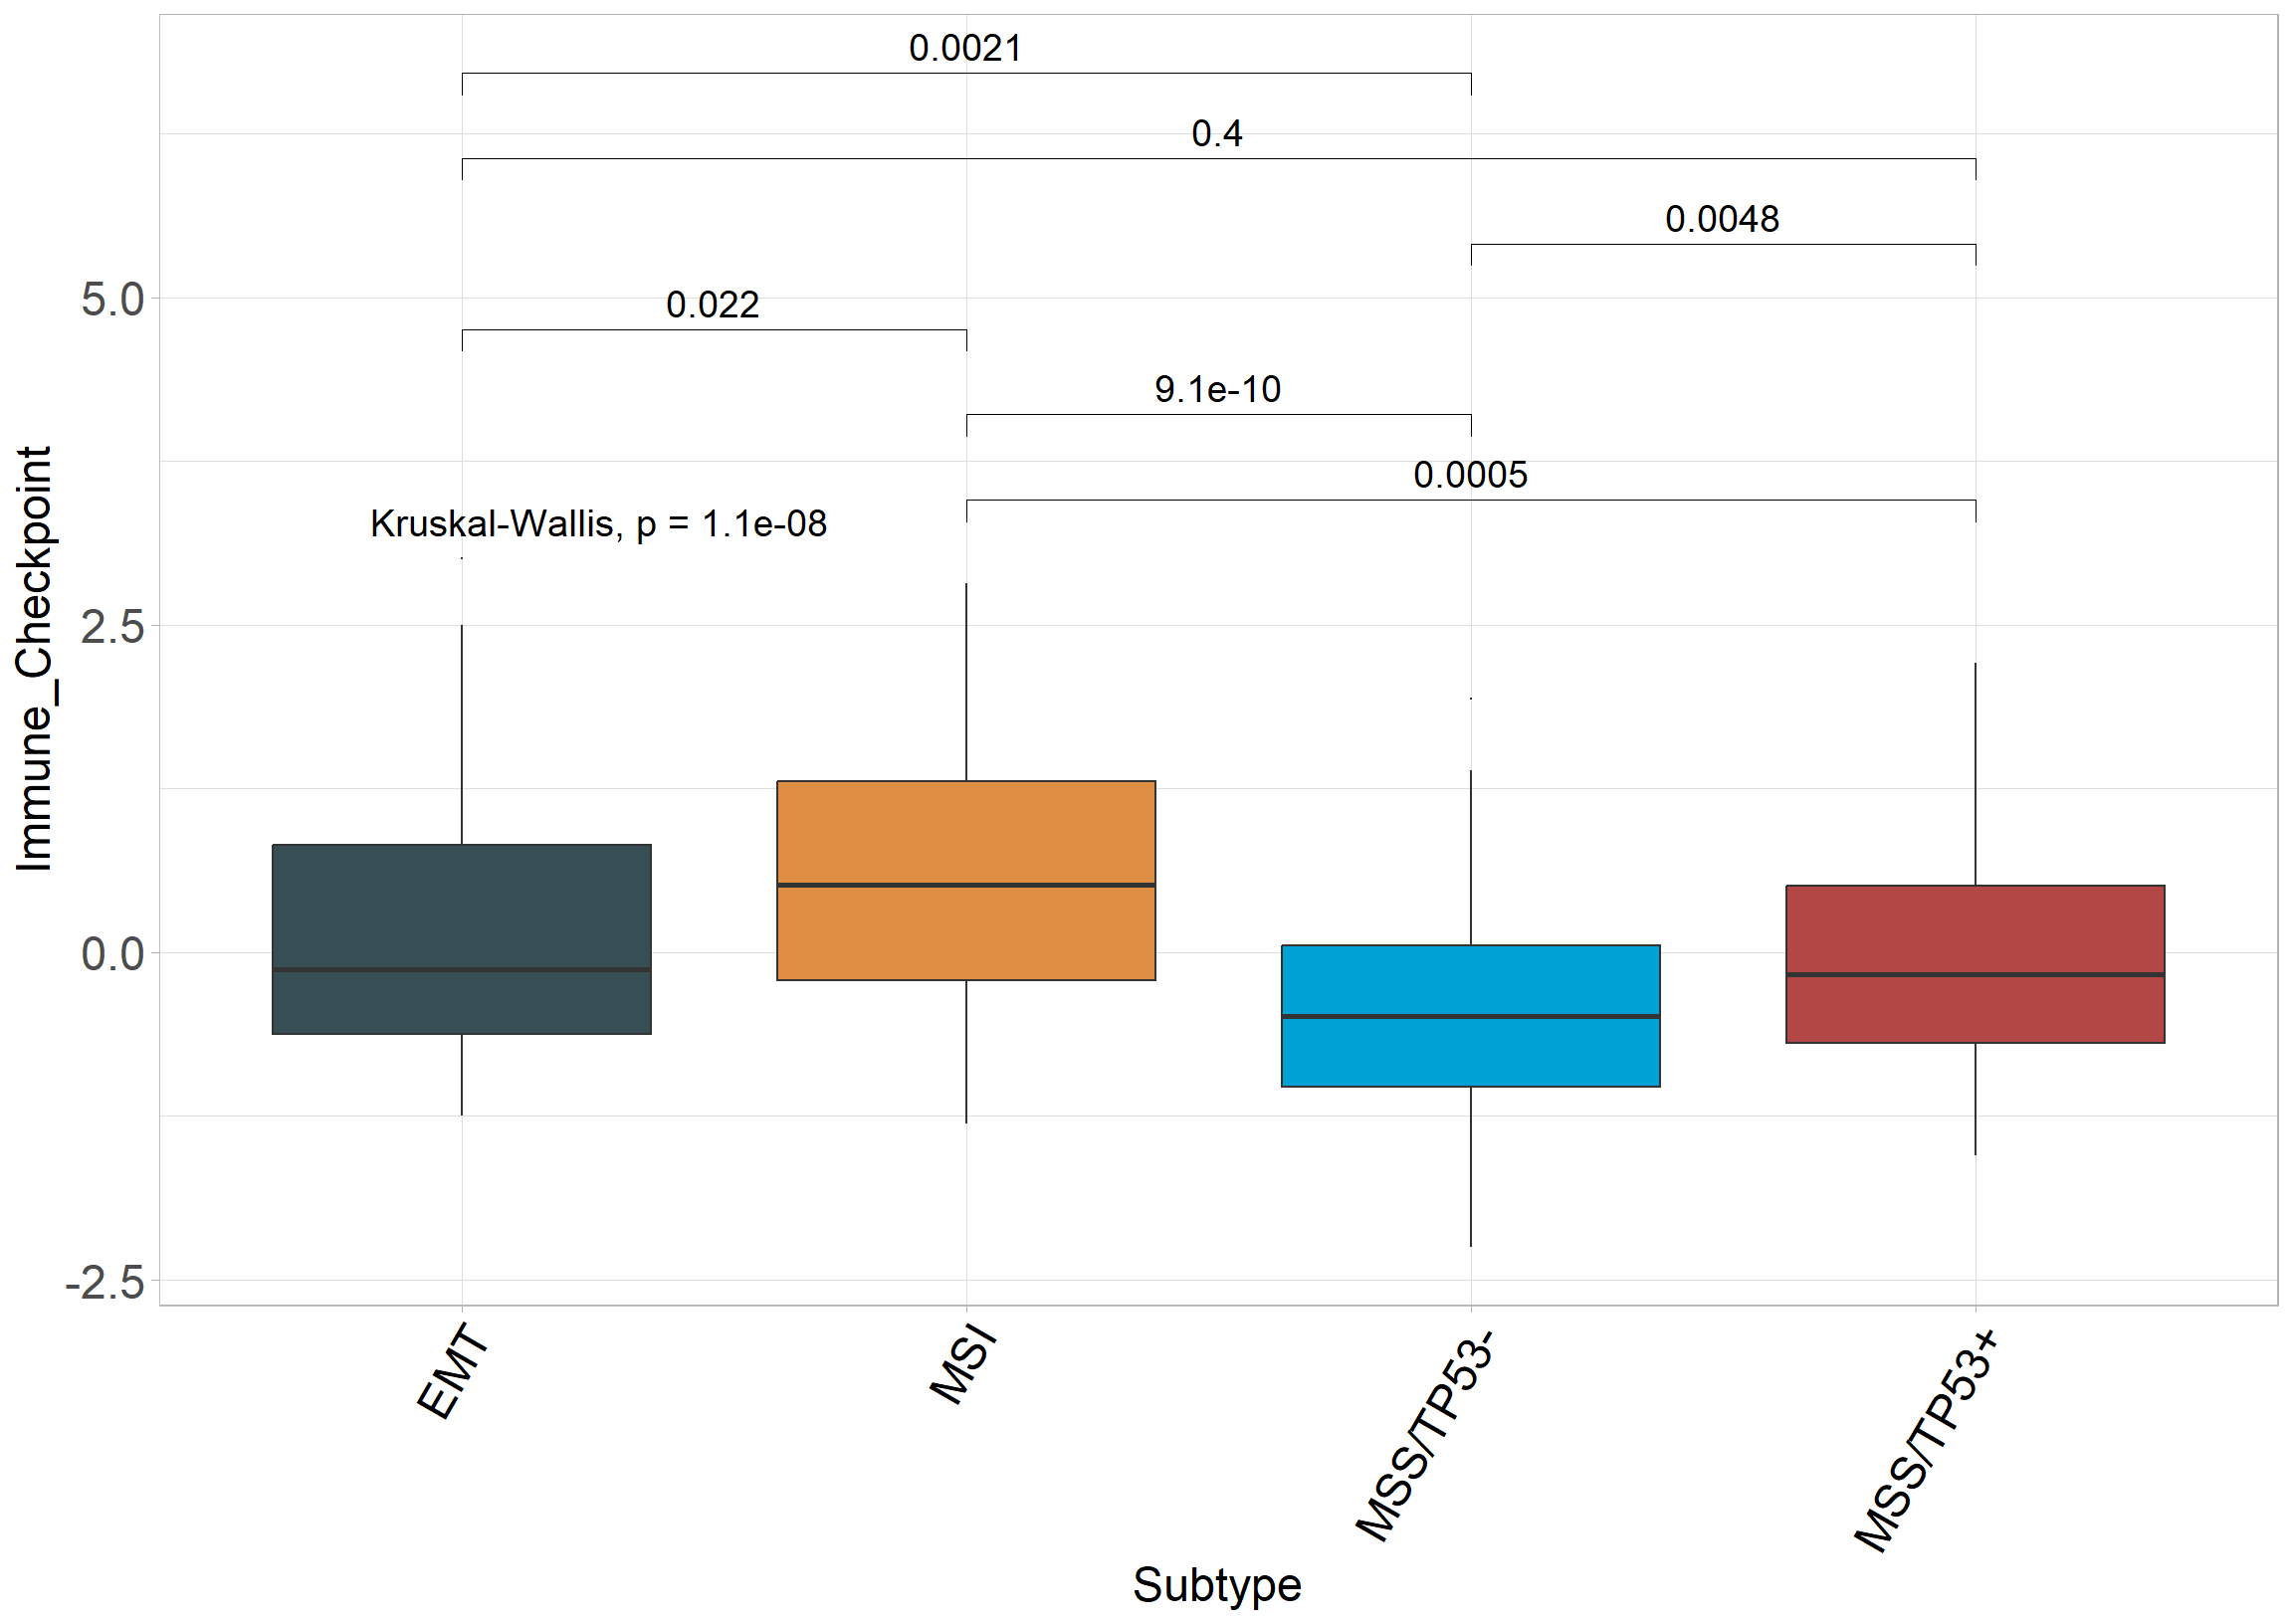 0.0021
0.4
0.0048
5.0
0.022
9.1e-10
0.0005
Kruskal-Wallis, p = 1.1e-08
Immune_Checkpoint
2.5
0.0
-2.5
EMT
MSI
MSS/TP53-
MSS/TP53+
Subtype